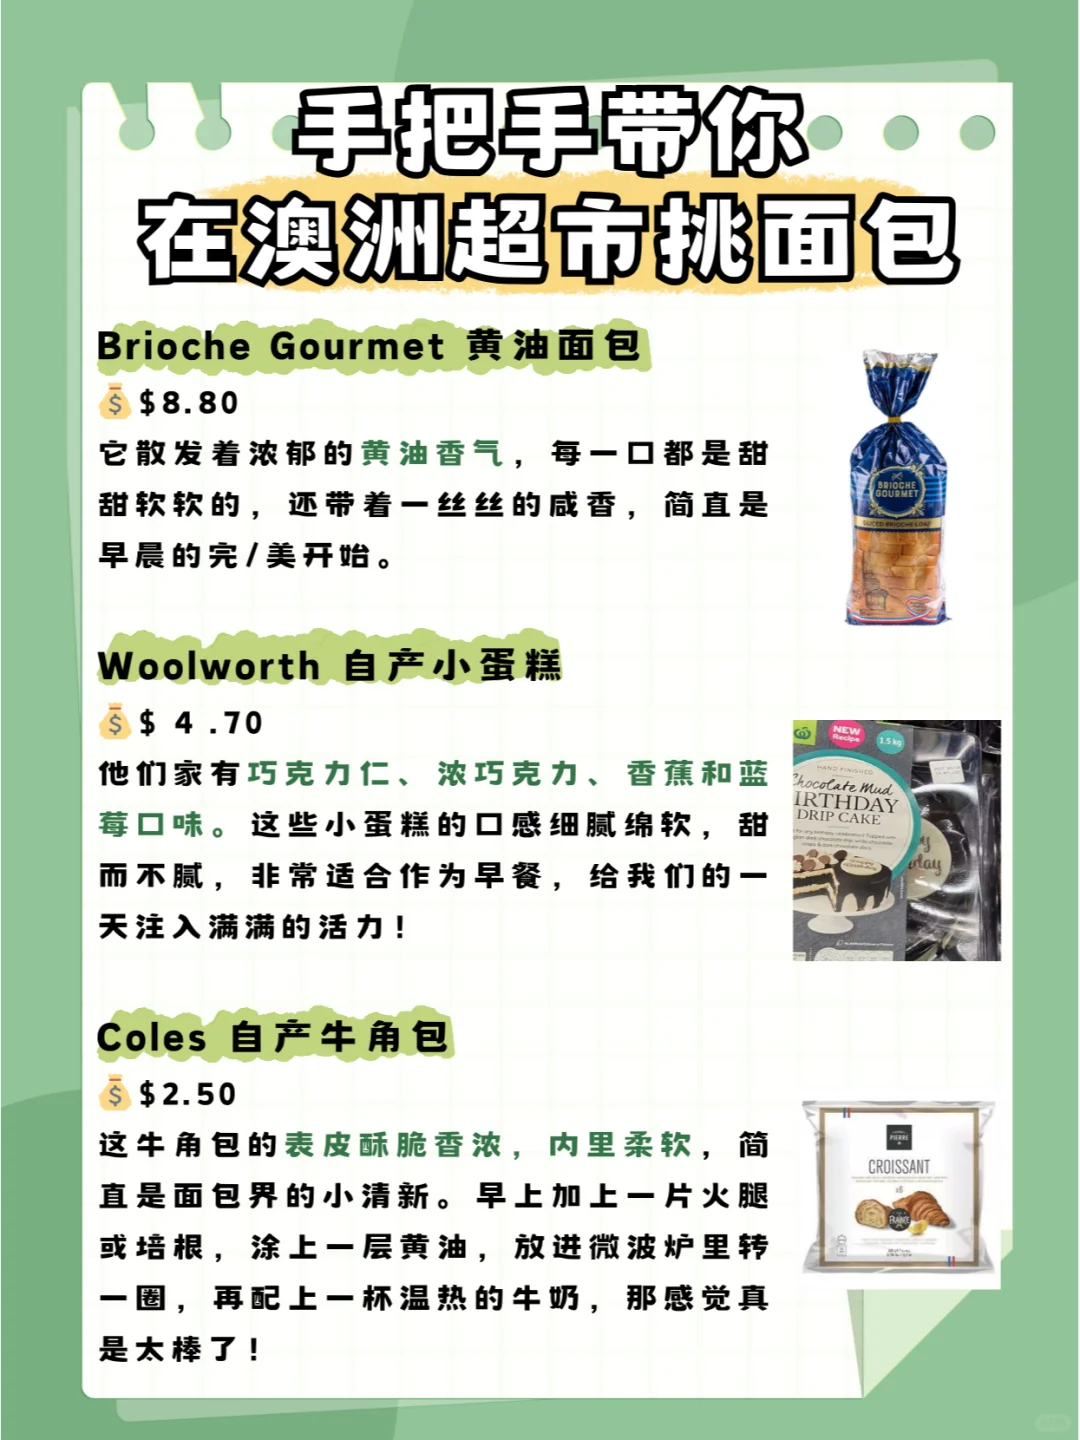 手把手带你
在澳洲超市挑面包
Brioche Gourmet 黄油面包
$8.80
它散发着浓郁的黄油香气，每一口都是甜
甜软软的，还带着一丝丝的咸香，简直是
早晨的完/美开始。
BRIOCHE
GOURMET
SLICED BRIOCHE LOAF
Woolworth 自产小蛋糕
$ 4 .70
他们家有巧克力仁、浓巧克力、香蕉和蓝
莓口味。这些小蛋糕的口感细腻绵软，甜
而不腻，非常适合作为早餐，给我们的一
天注入满满的活力！
NEW
Recipe
1.5kg
HAND FINISHED
Chocolate Mud
BIRTHDAY
DRIP CAKE
Coles 自产牛角包
$2.50
这牛角包的表皮酥脆香浓，内里柔软，简
直是面包界的小清新。早上加上一片火腿
或培根，涂上一层黄油，放进微波炉里转
一圈，再配上一杯温热的牛奶，那感觉真
是太棒了！
PIERRE
CROISSANT
x6
FRANCE